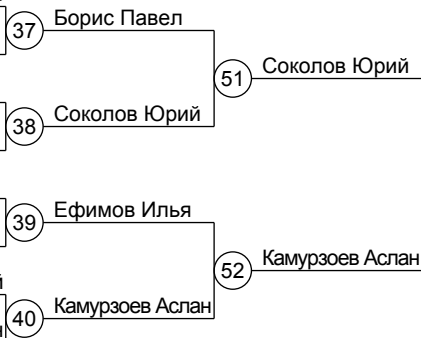 37 Борис Павел
51 Соколов Юрий
38 Соколов Юрий
39 Ефимов Илья
52 Камурзоев Аслан
й
40 Камурзоев Аслан